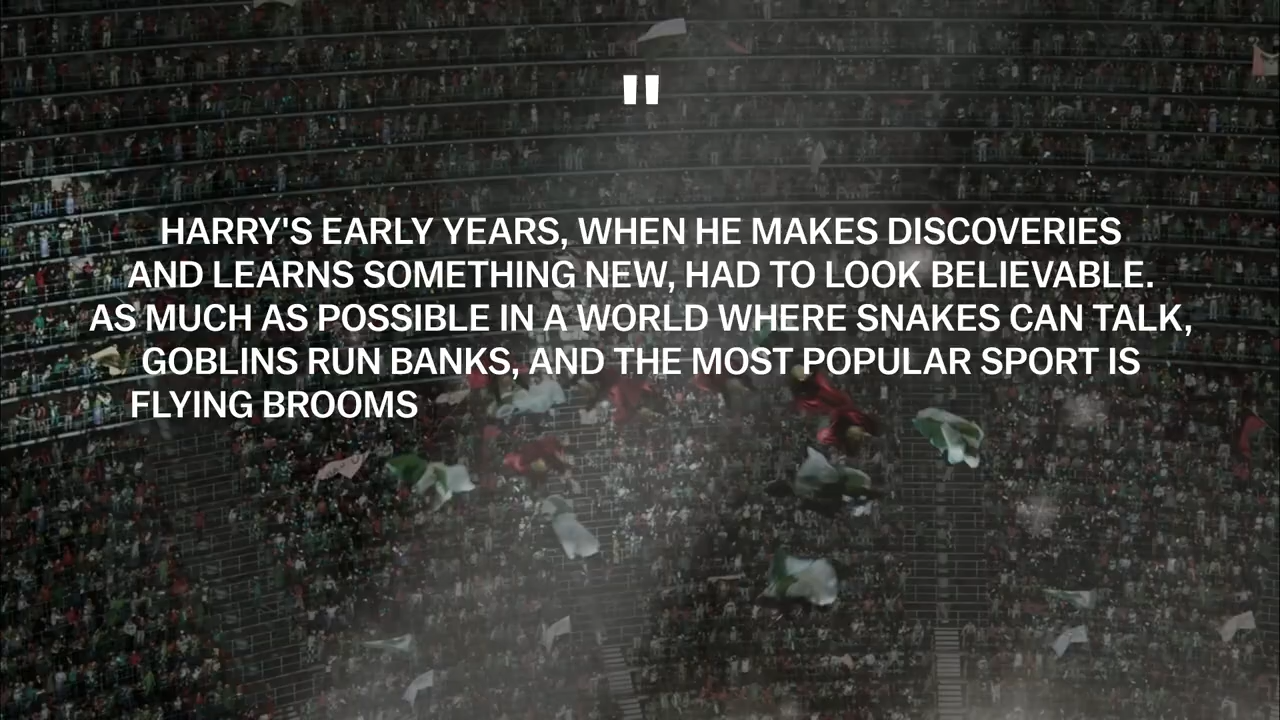 "
HARRY'S EARLY YEARS, WHEN HE MAKES DISCOVERIES
AND LEARNS SOMETHING NEW, HAD TO LOOK BELIEVABLE.
AS MUCH AS POSSIBLE IN A WORLD WHERE SNAKES CAN TALK,
GOBLINS RUN BANKS, AND THE MOST POPULAR SPORT IS
FLYING BROOMS